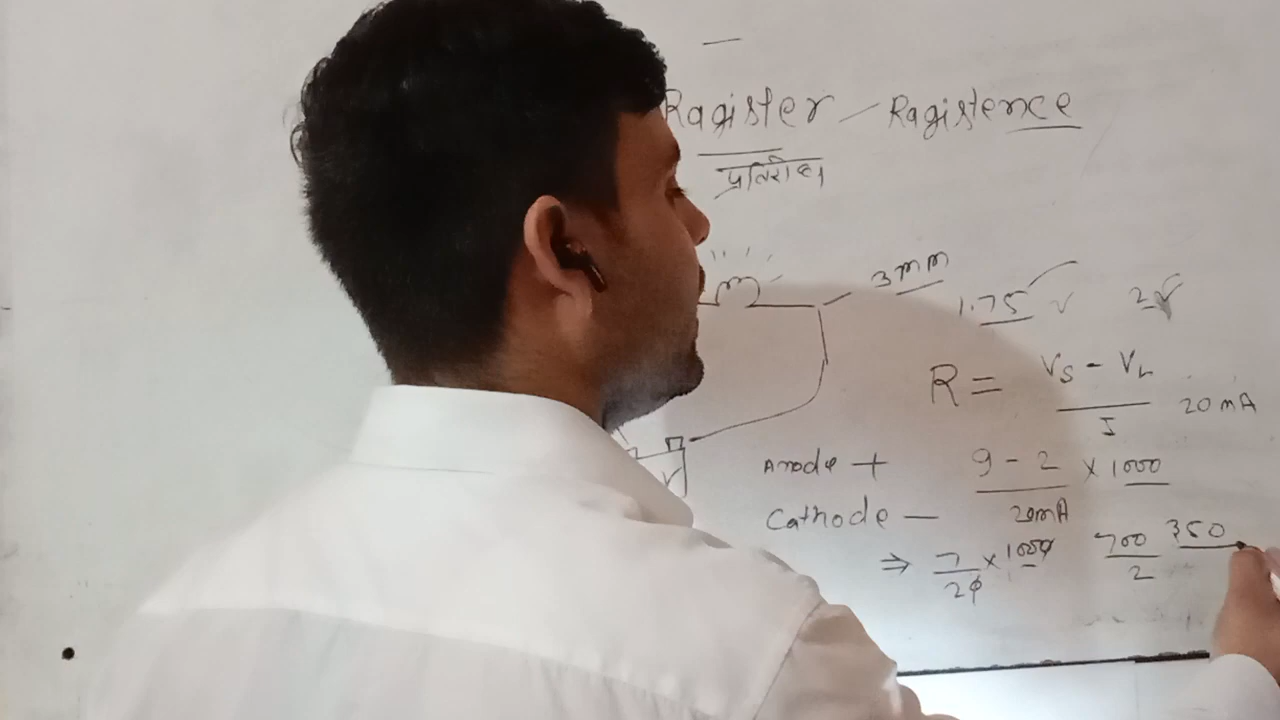 Ragister - Ragistence
प्रतिरोधा
3mm
1.75 V 2V
R = Vs - VL / I 20 mA
Anode + 9 - 2 / 20mA × 1000
Cathode -
⇒ 7/20 × 1000 700/2 350
V